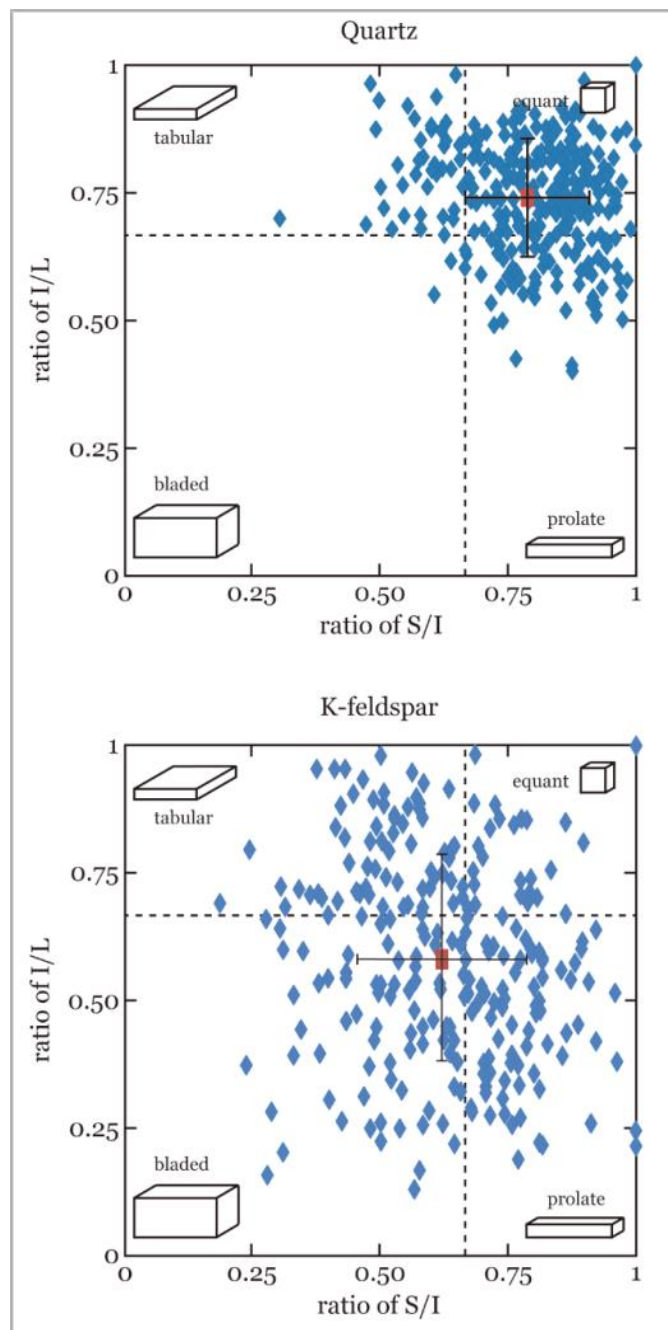 Quartz
1
tabular
equant
0.75
0.50
0.25
0
ratio of I/L
bladed
prolate
0
0.25
0.50
0.75
1
ratio of S/I
K-feldspar
1
tabular
equant
0.75
0.50
0.25
0
ratio of I/L
bladed
prolate
0
0.25
0.50
0.75
1
ratio of S/I